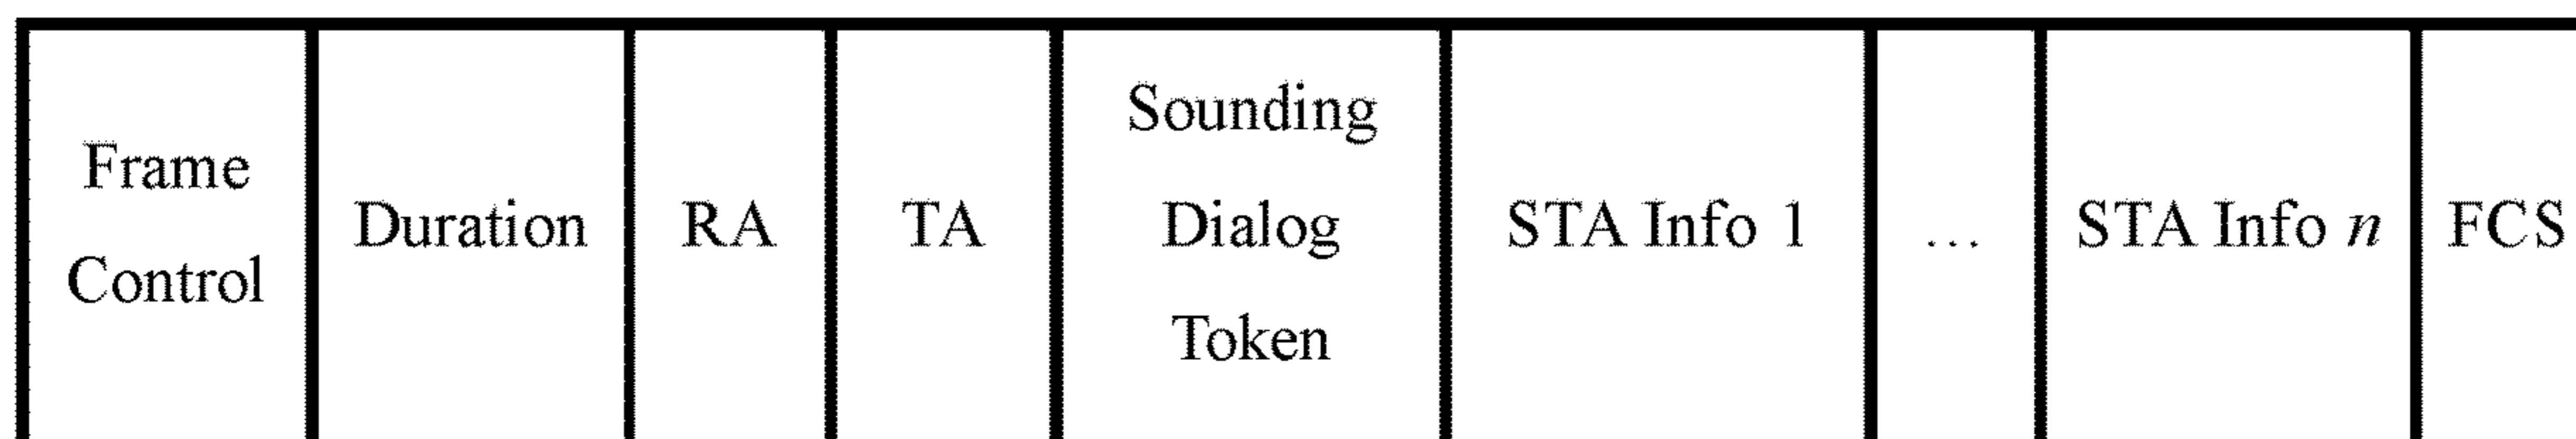 Frame
Control
Duration
RA
TA
Sounding
Dialog
Token
STA Info 1
...
STA Info n
FCS